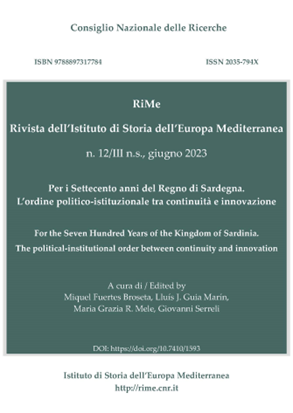 Consiglio Nazionale delle Ricerche
ISBN 9788897317784 ISSN 2035-794X
RiMe
Rivista dell'Istituto di Storia dell'Europa Mediterranea
n. 12/III n.s., giugno 2023
Per i Settecento anni del Regno di Sardegna.
L'ordine politico-istituzionale tra continuità e innovazione
For the Seven Hundred Years of the Kingdom of Sardinia.
The political-institutional order between continuity and innovation
A cura di / Edited by
Miquel Fuertes Broseta, Lluis J. Guia Marín,
Maria Grazia R. Mele, Giovanni Serreli
DOI: https://doi.org/10.7410/1593
Istituto di Storia dell'Europa Mediterranea
http://rime.cnr.it